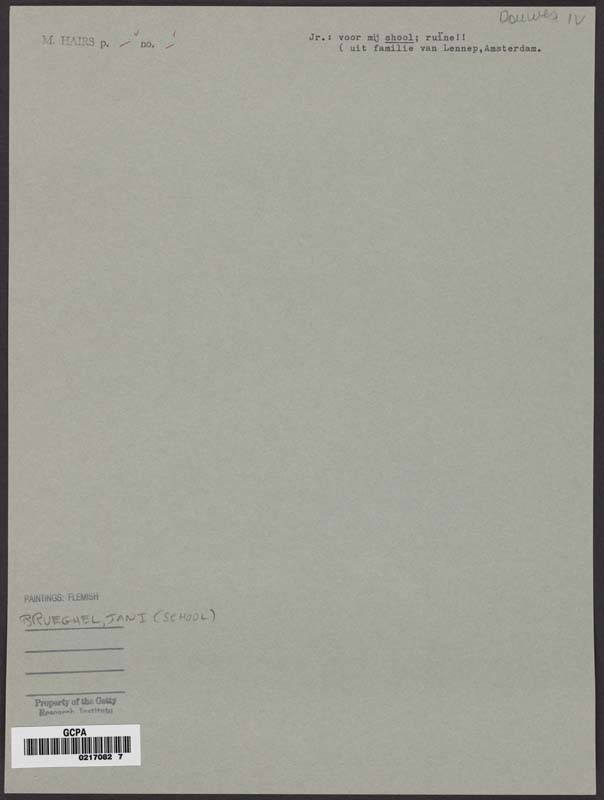 Douwes IV
M. HAIRS p. no.
Jr.: voor mij shool; ruïne!!
( uit familie van Lennep,Amsterdam.
PAINTINGS: FLEMISH
BRUEGHEL, JAN I (SCHOOL)
Property of the Getty
Research Institute
GCPA
0217082 7